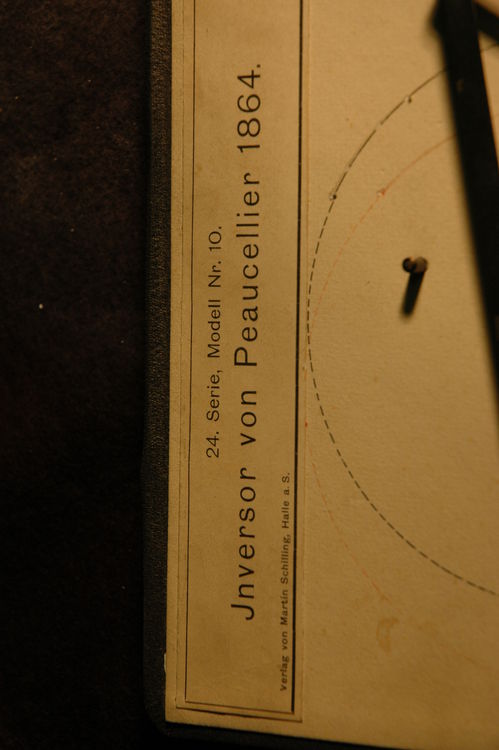 24. Serie, Modell Nr. 10.
Jnversor von Peaucellier 1864.
Verlag von Martin Schilling, Halle a. S.